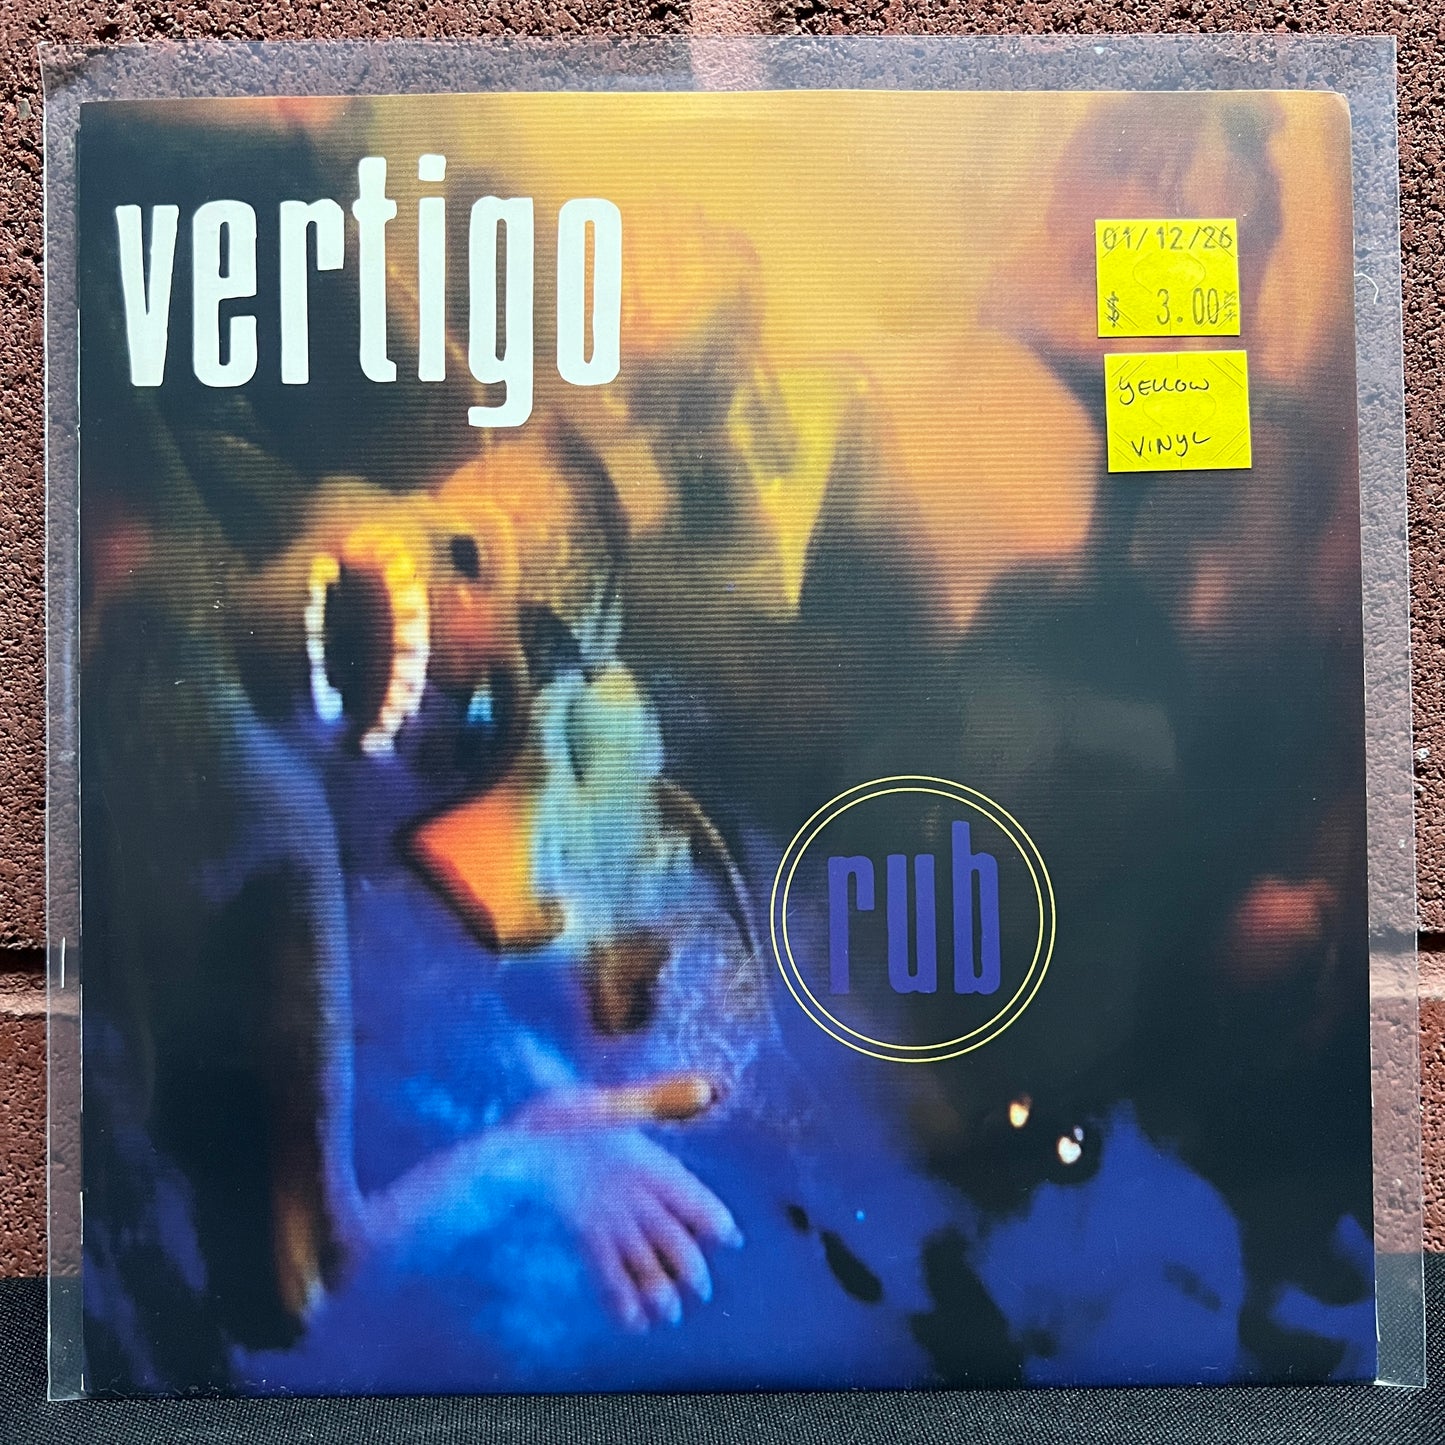 vertigo
01/12/26
$ 3.00
YELLOW
VINYL
rub